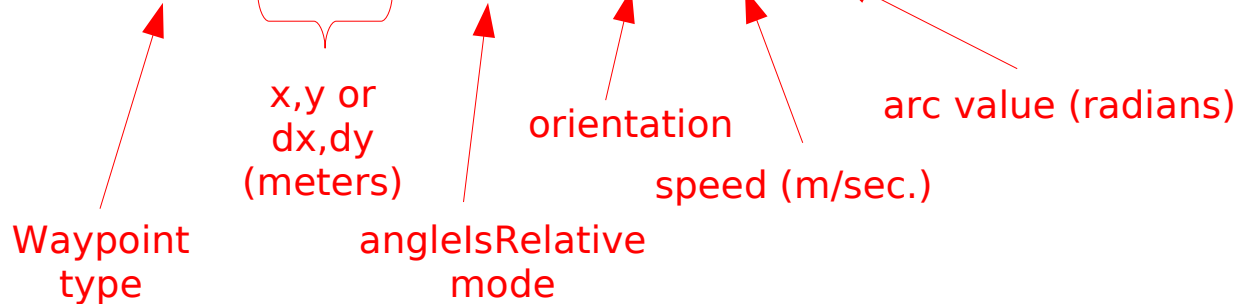 x,y or
dx,dy
(meters)
orientation
arc value (radians)
speed (m/sec.)
Waypoint
type
angleIsRelative
mode